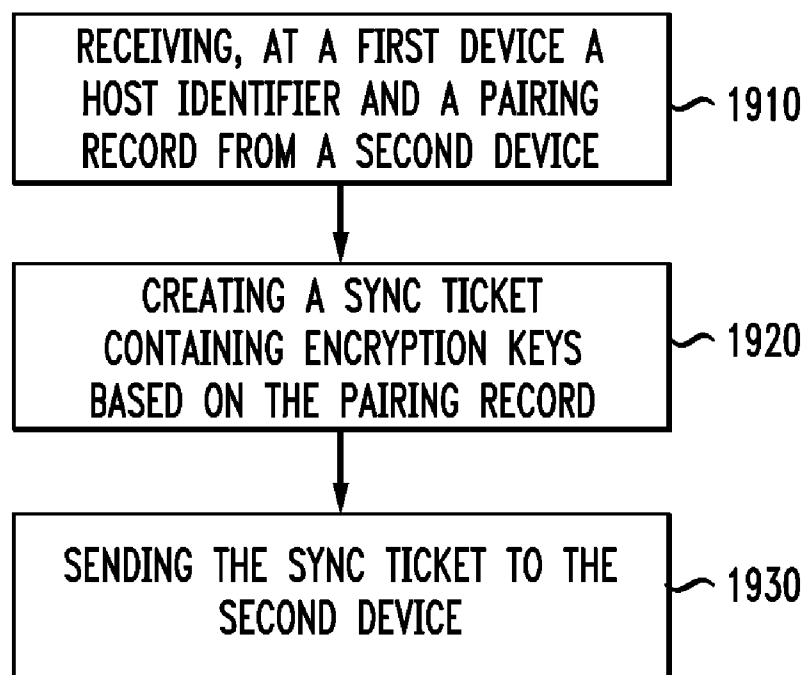 RECEIVING, AT A FIRST DEVICE A
HOST IDENTIFIER AND A PAIRING
RECORD FROM A SECOND DEVICE
1910
CREATING A SYNC TICKET
CONTAINING ENCRYPTION KEYS
BASED ON THE PAIRING RECORD
1920
SENDING THE SYNC TICKET TO THE
SECOND DEVICE
1930